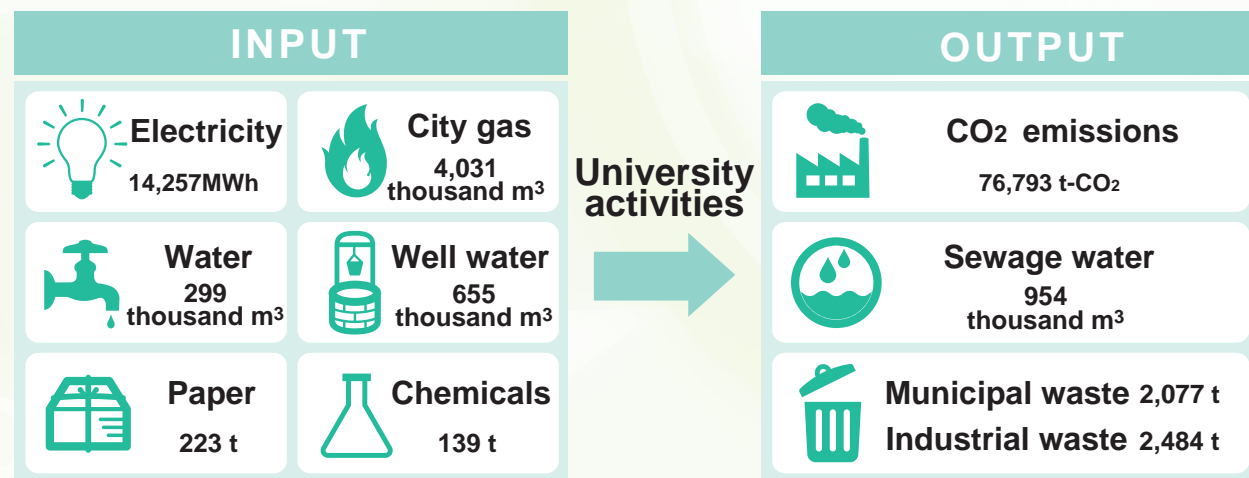 INPUT
Electricity
14,257MWh
City gas
4,031
thousand m³
Water
299
thousand m³
Well water
655
thousand m³
Paper
223 t
Chemicals
139 t
University
activities
OUTPUT
CO₂ emissions
76,793 t-CO₂
Sewage water
954
thousand m³
Municipal waste 2,077 t
Industrial waste 2,484 t